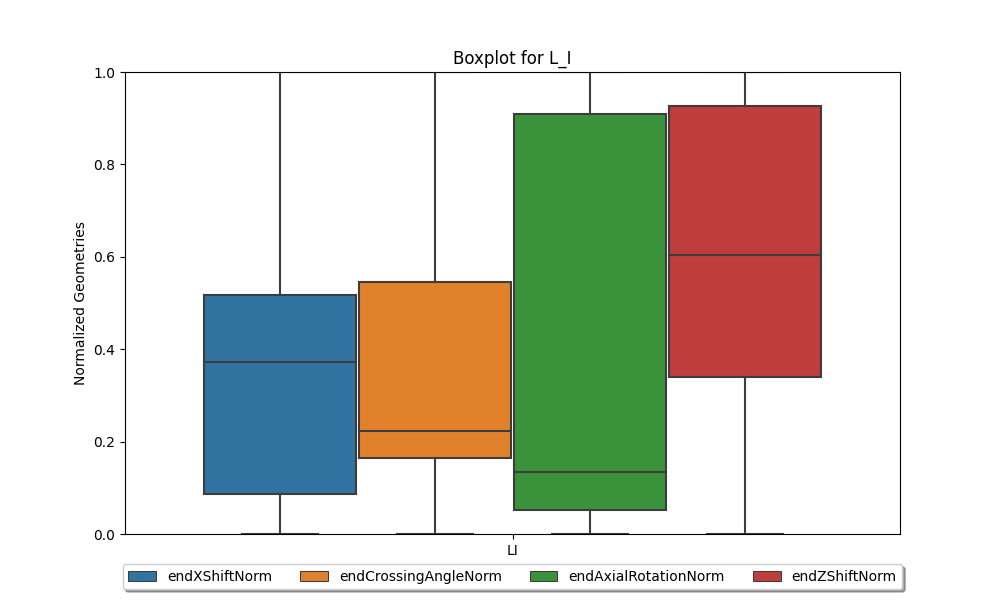 Boxplot for L_I
1.0
0.8
0.6
0.4
0.2
0.0
Normalized Geometries
LI
endXShiftNorm endCrossingAngleNorm endAxialRotationNorm endZShiftNorm